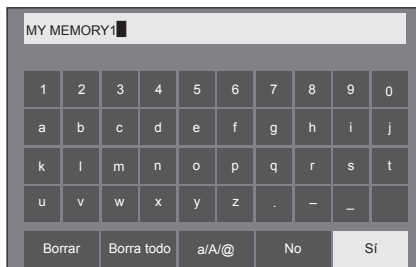 MY MEMORY1
1 2 3 4 5 6 7 8 9 0
a b c d e f g h i j
k l m n o p q r s t
u v w x y z . – _
Borrar Borra todo a/A/@ No Sí